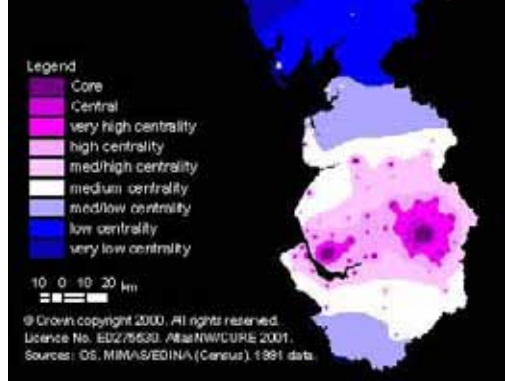 Legend
Core
Central
very high centrality
high centrality
med/high centrality
medium centrality
med/low centrality
low centrality
very low centrality
10 0 10 20 km
© Crown copyright 2000. All rights reserved.
Licence No. ED275630. AtlasNW/CURE 2001.
Sources: OS, MIMAS/EDINA (Census), 1991 data.